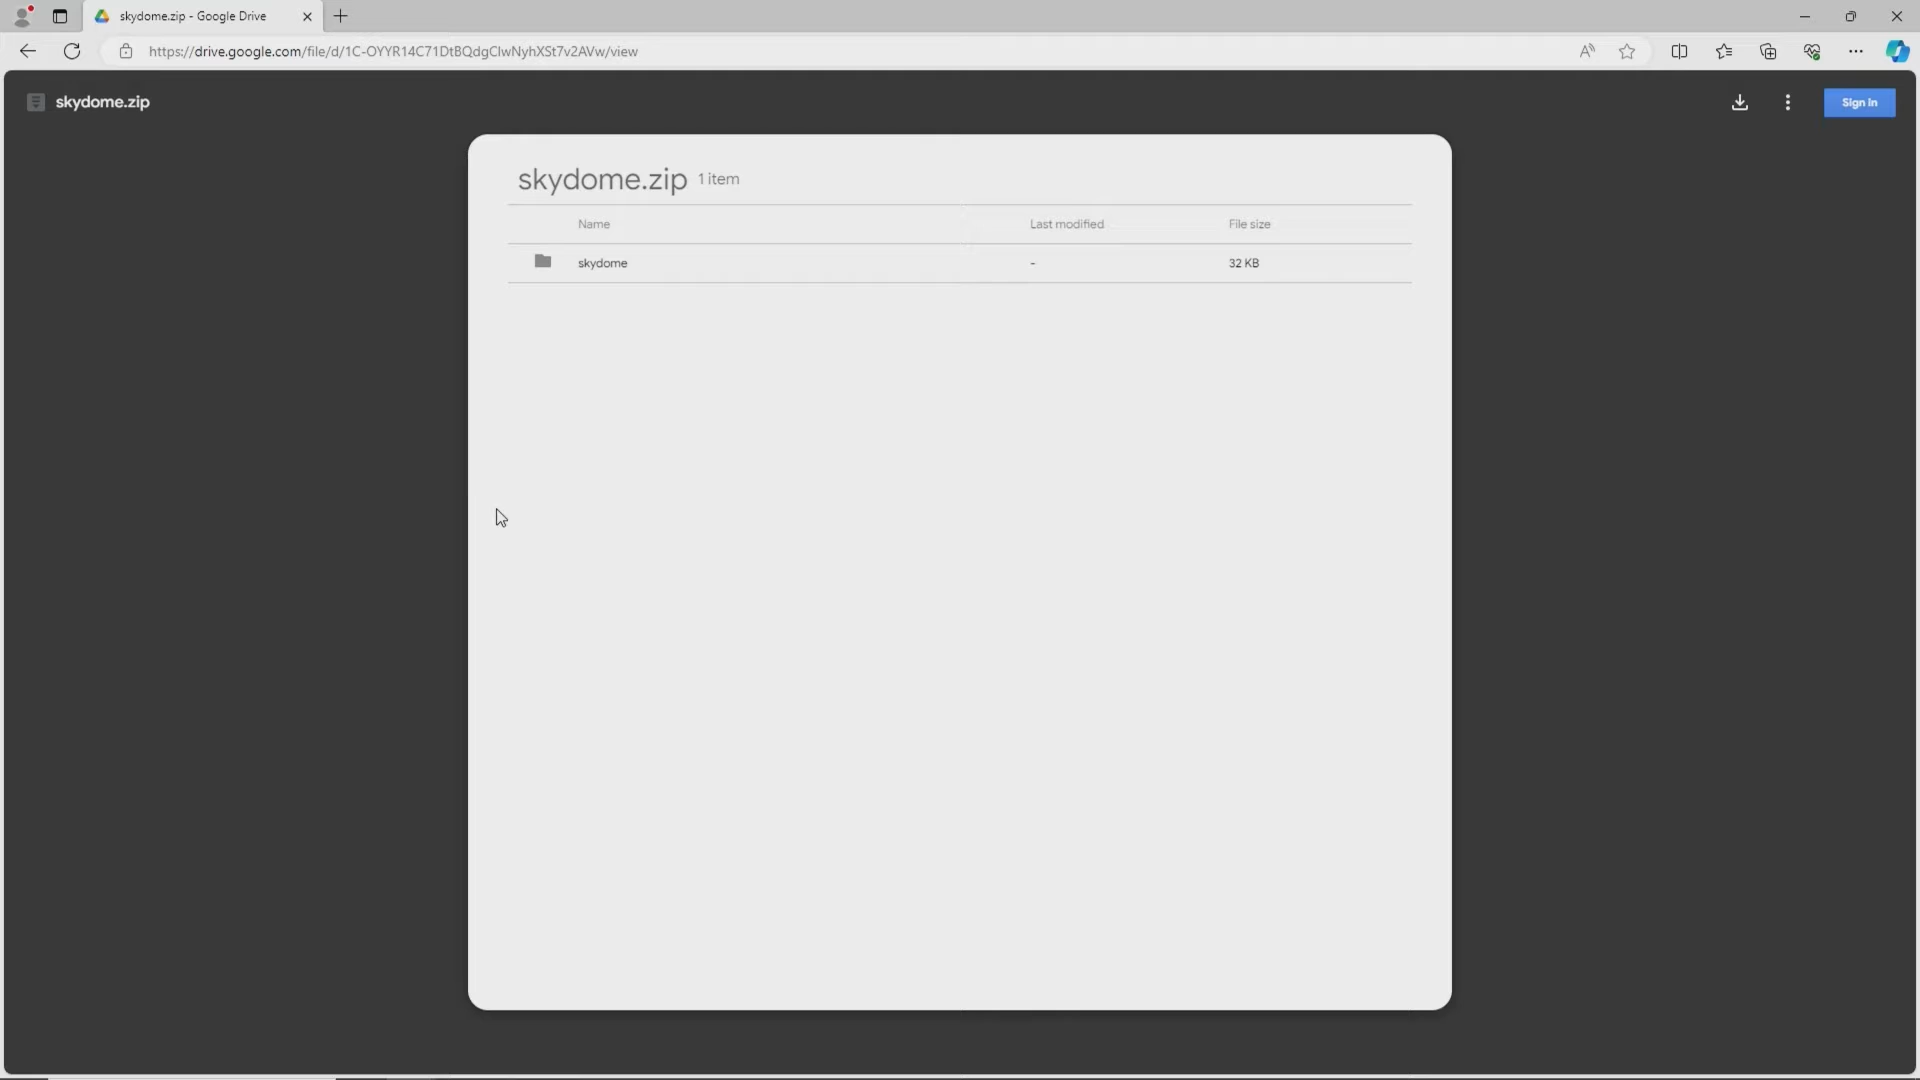 skydome.zip - Google Drive
https://drive.google.com/file/d/1C-OYYR14C71DtBQdgClwNyhXSt7v2AVw/view
skydome.zip
Sign in
skydome.zip 1 item
Name Last modified File size
skydome - 32 KB